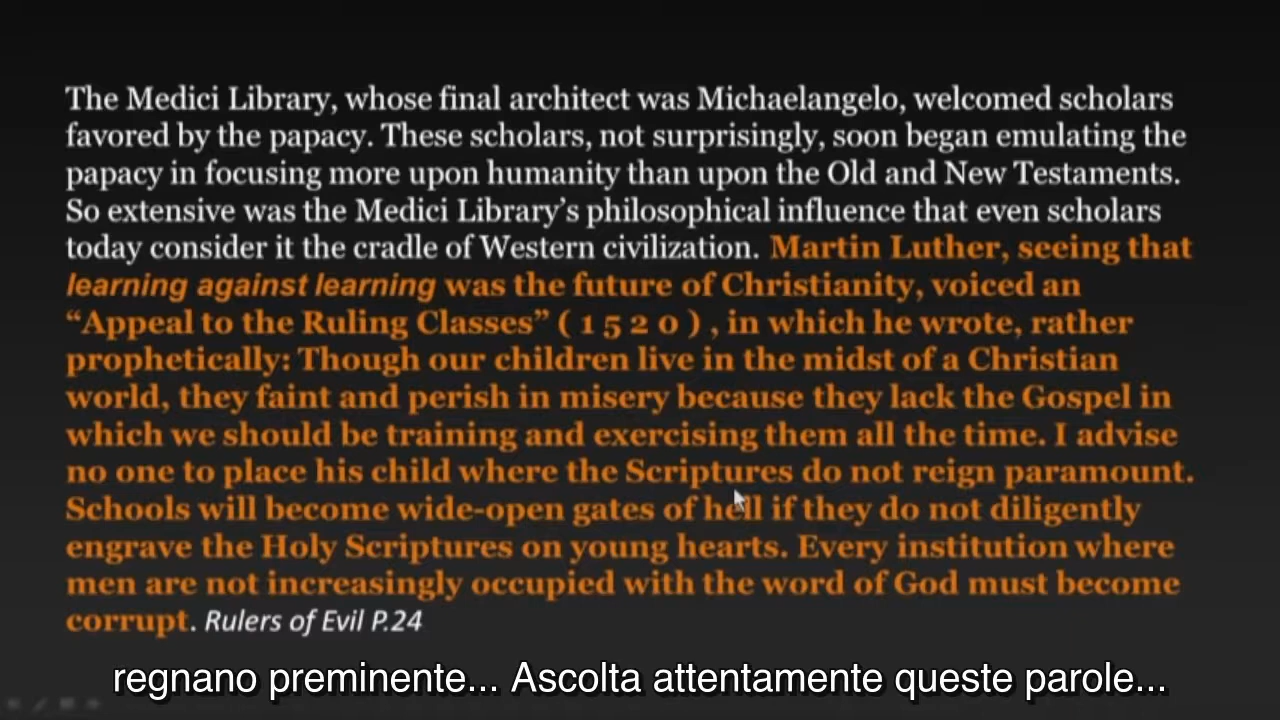 The Medici Library, whose final architect was Michaelangelo, welcomed scholars
favored by the papacy. These scholars, not surprisingly, soon began emulating the
papacy in focusing more upon humanity than upon the Old and New Testaments.
So extensive was the Medici Library's philosophical influence that even scholars
today consider it the cradle of Western civilization. Martin Luther, seeing that
learning against learning was the future of Christianity, voiced an
“Appeal to the Ruling Classes” ( 1 5 2 0 ) , in which he wrote, rather
prophetically: Though our children live in the midst of a Christian
world, they faint and perish in misery because they lack the Gospel in
which we should be training and exercising them all the time. I advise
no one to place his child where the Scriptures do not reign paramount.
Schools will become wide-open gates of hell if they do not diligently
engrave the Holy Scriptures on young hearts. Every institution where
men are not increasingly occupied with the word of God must become
corrupt. Rulers of Evil P.24
regnano preminente... Ascolta attentamente queste parole...